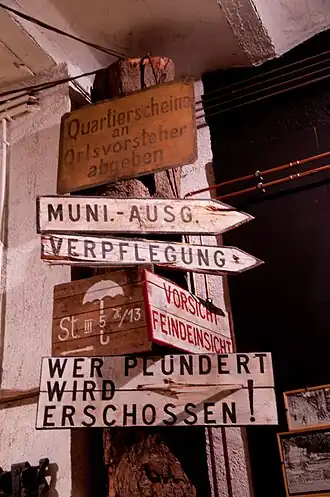 Quartierscheine
an
Ortsvorsteher
abgeben
MUNI.-AUSG.
VERPFLEGUNG
St. III 5 /13
VORSICHT
FEINDEINSICHT
WER PLÜNDERT
WIRD
ERSCHOSSEN!